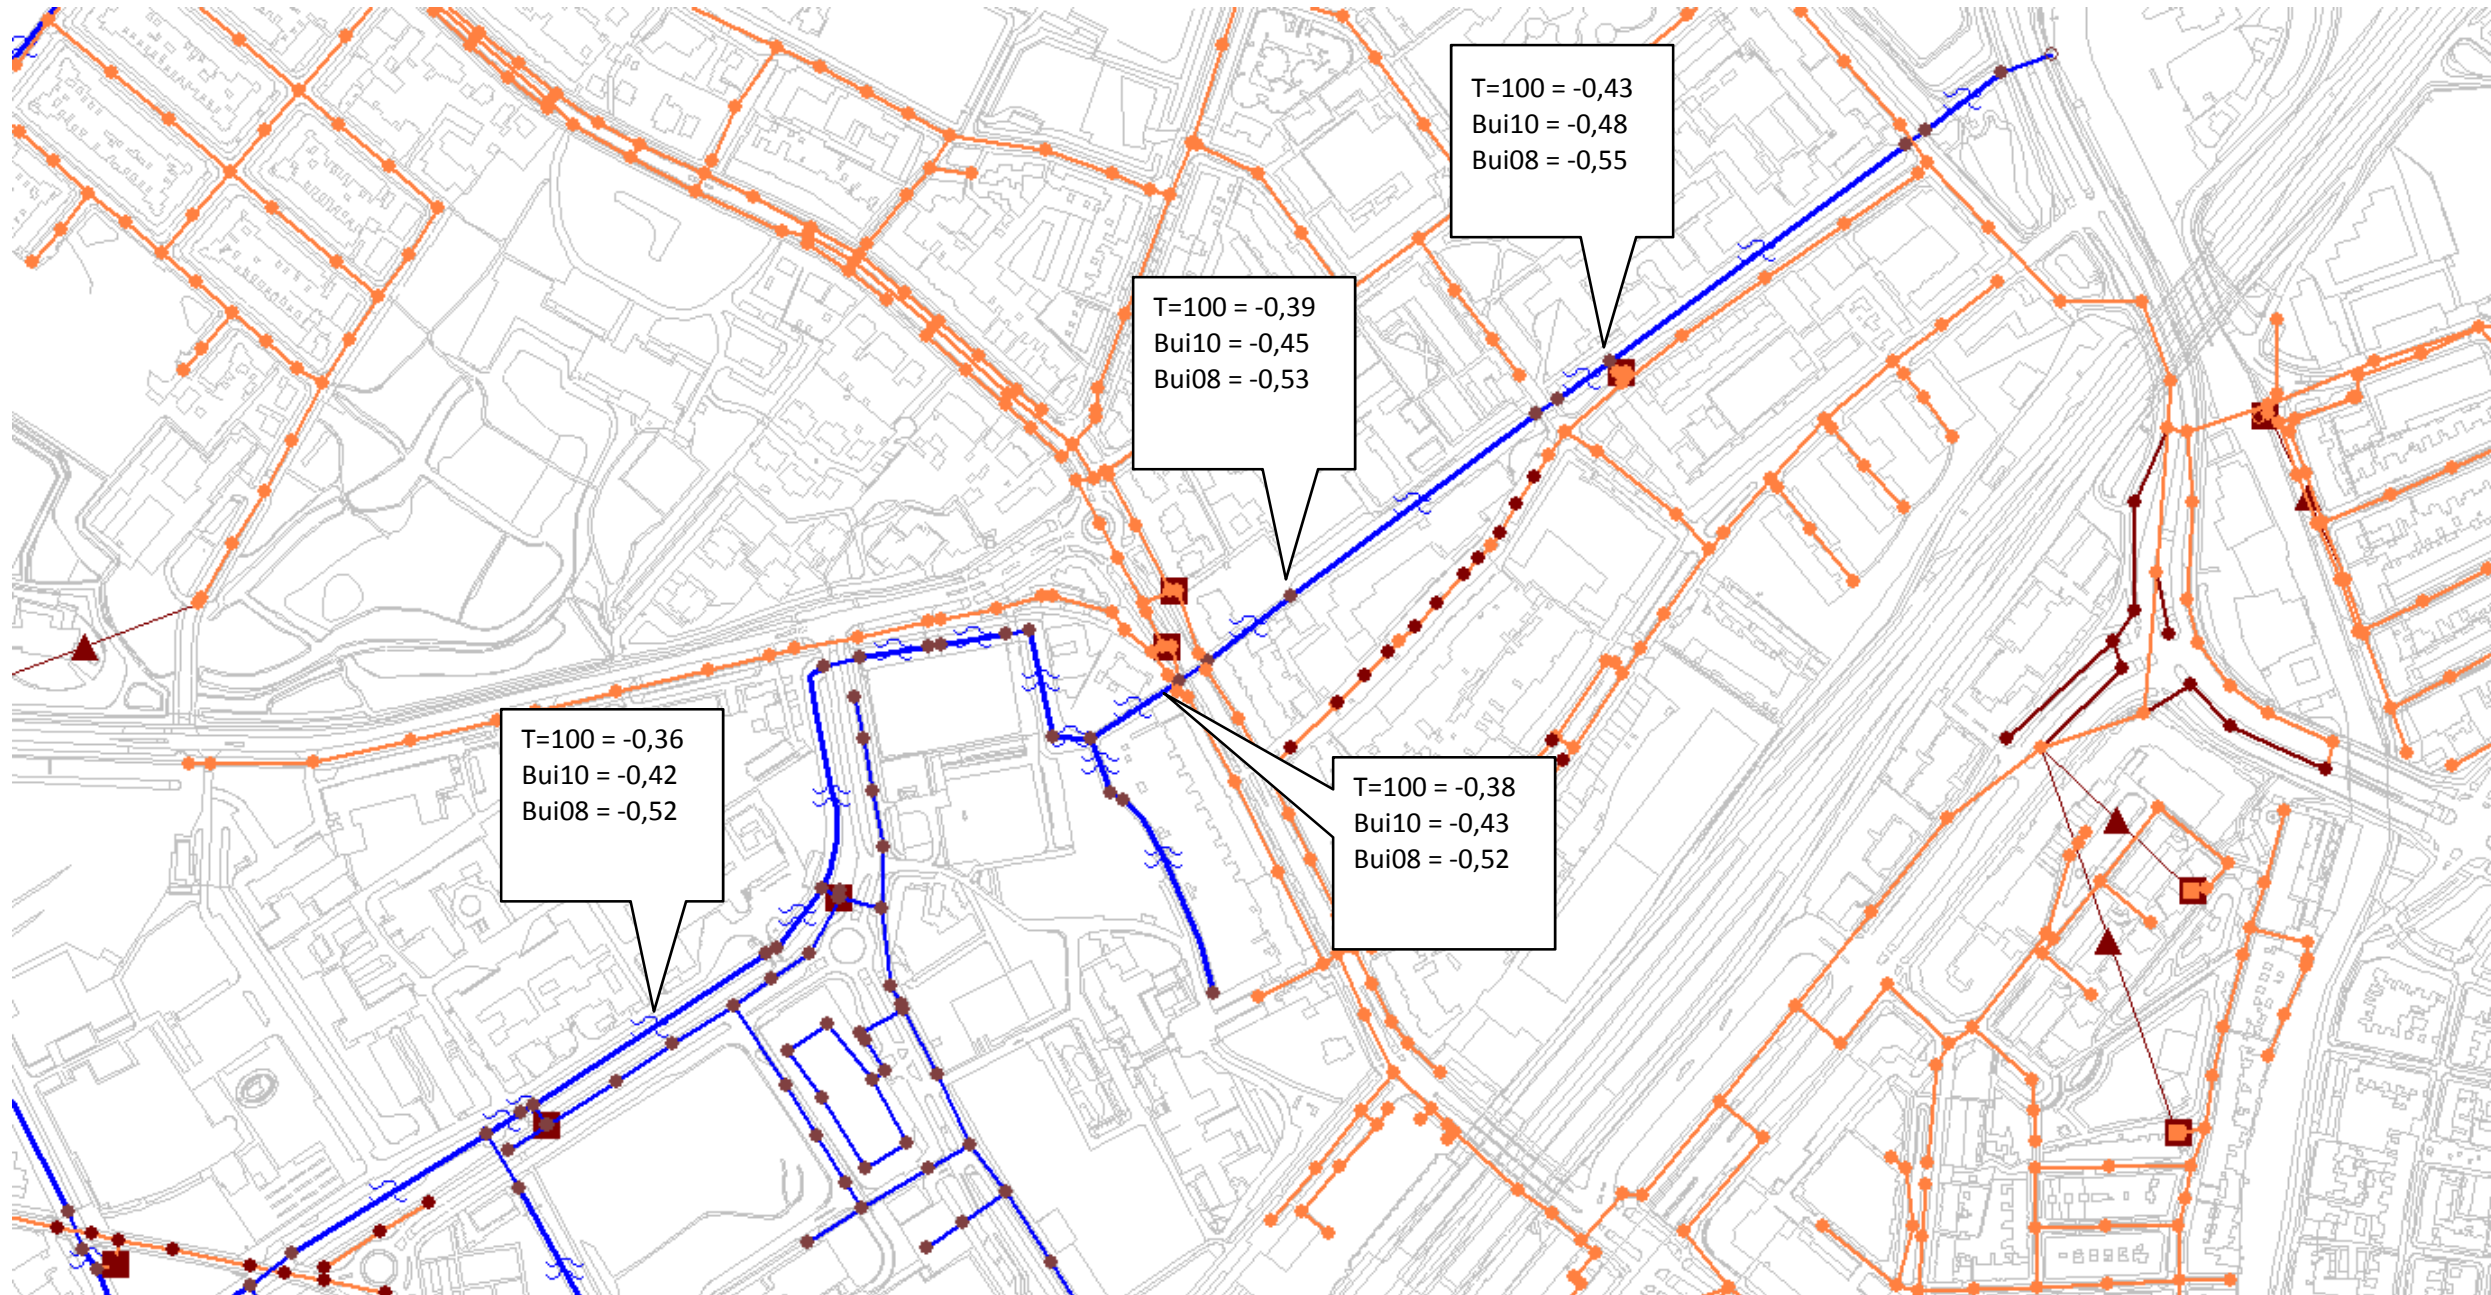 T=100 = -0,43
Bui10 = -0,48
Bui08 = -0,55
T=100 = -0,39
Bui10 = -0,45
Bui08 = -0,53
T=100 = -0,36
Bui10 = -0,42
Bui08 = -0,52
T=100 = -0,38
Bui10 = -0,43
Bui08 = -0,52